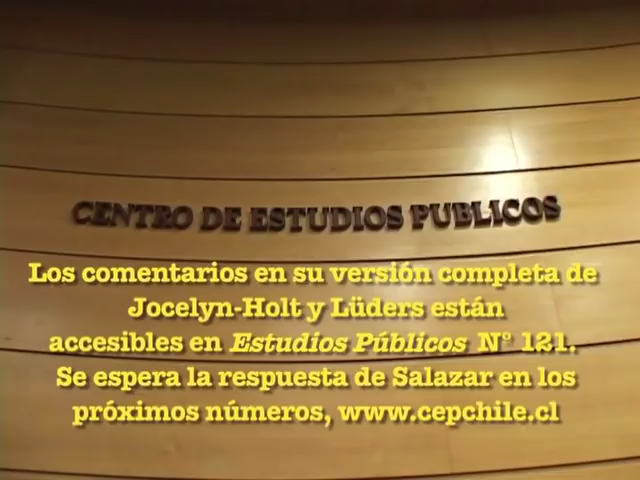 CENTRO DE ESTUDIOS PUBLICOS
Los comentarios en su versión completa de
Jocelyn-Holt y Lüders están
accesibles en Estudios Públicos Nº 121.
Se espera la respuesta de Salazar en los
próximos números, www.cepchile.cl